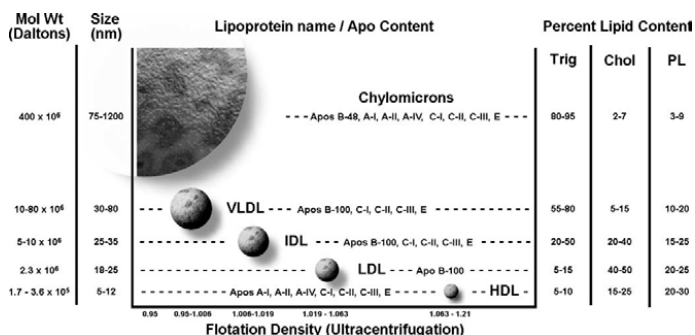 Mol Wt (Daltons) Size (nm) Lipoprotein name / Apo Content Percent Lipid Content
Trig Chol PL
Chylomicrons
400 x 10⁶ 75-1200 Apos B-48, A-I, A-II, A-IV, C-I, C-II, C-III, E 80-95 2-7 3-9
10-80 x 10⁶ 30-80 VLDL Apos B-100, C-I, C-II, C-III, E 55-80 5-15 10-20
5-10 x 10⁶ 25-35 IDL Apos B-100, C-I, C-II, C-III, E 20-50 20-40 15-25
2.3 x 10⁶ 18-25 LDL Apo B-100 5-15 40-50 20-25
1.7 - 3.6 x 10⁵ 5-12 Apos A-I, A-II, A-IV, C-I, C-II, C-III, E HDL 5-10 15-25 20-30
0.95 0.95-1.006 1.006-1.019 1.019 - 1.063 1.063 - 1.21
Flotation Density (Ultracentrifugation)